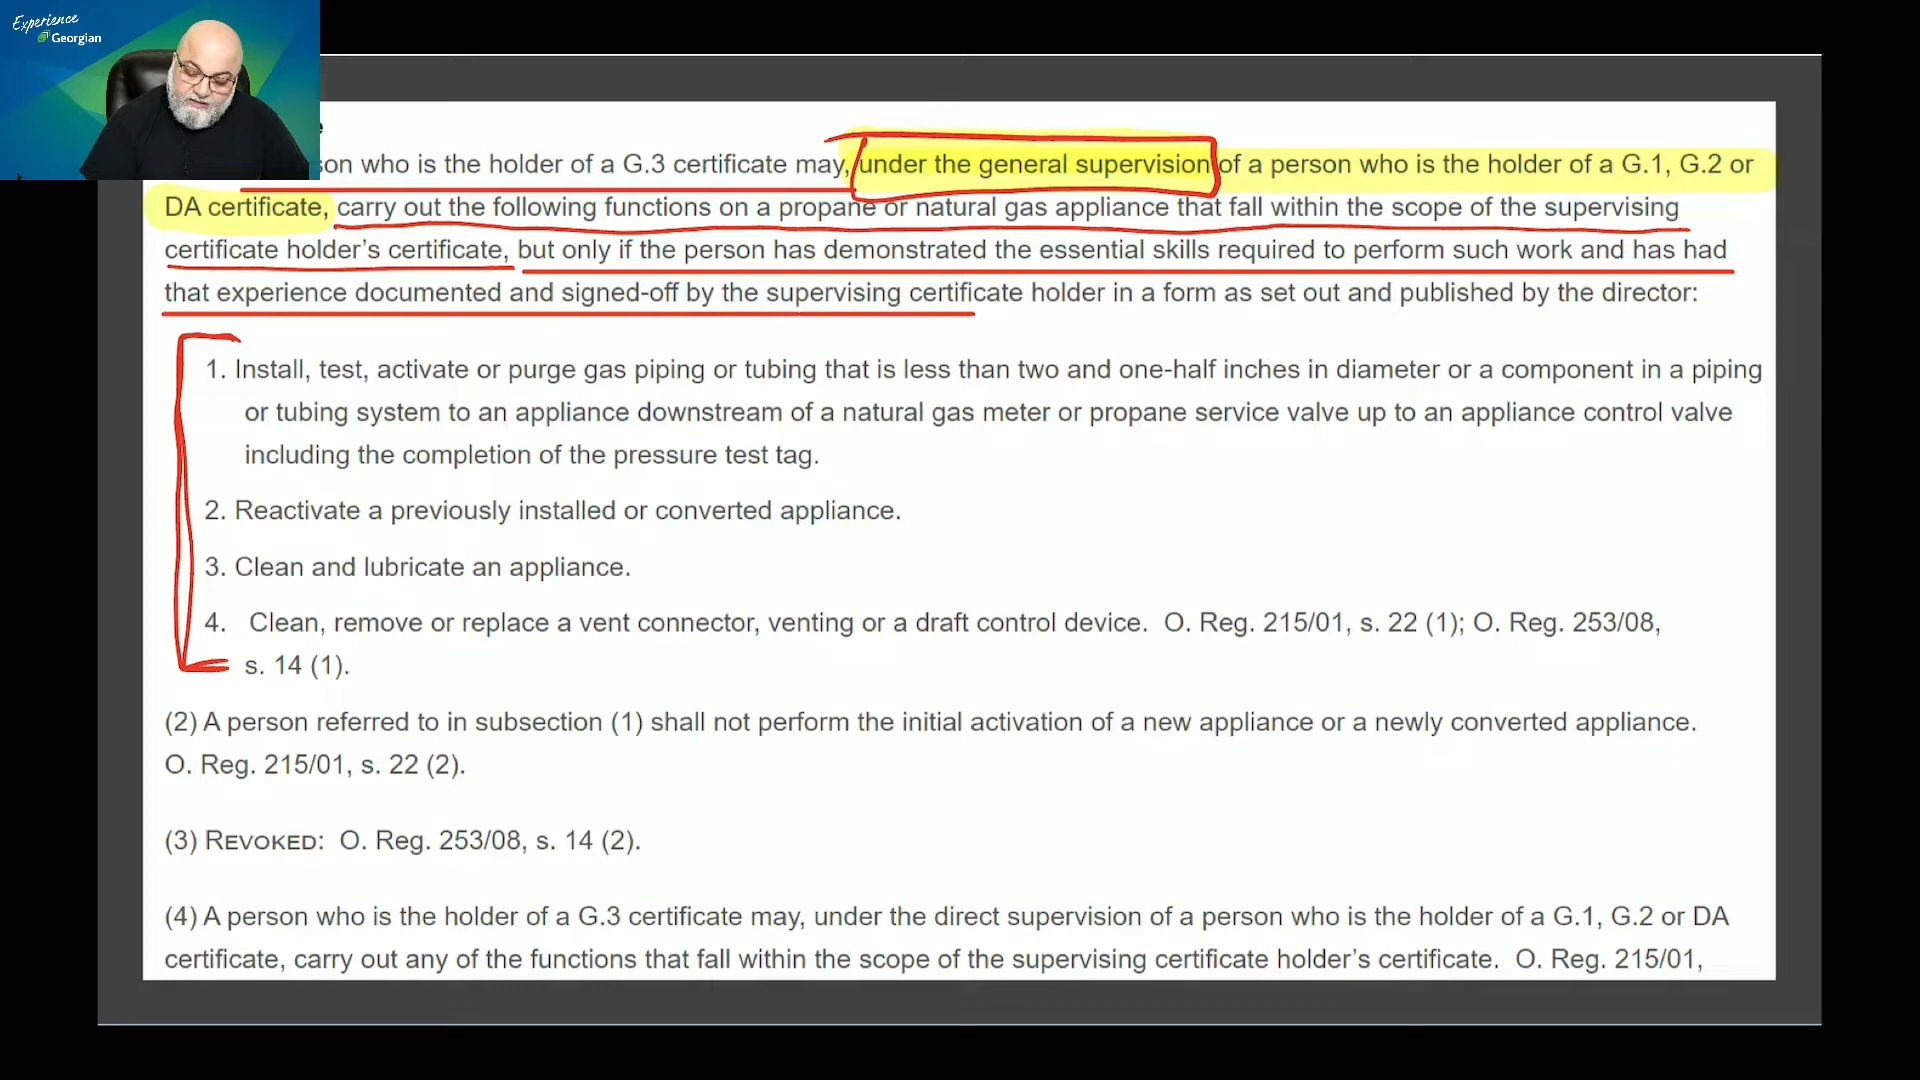 Experience
Georgian
e
son who is the holder of a G.3 certificate may, under the general supervision of a person who is the holder of a G.1, G.2 or
DA certificate, carry out the following functions on a propane or natural gas appliance that fall within the scope of the supervising
certificate holder’s certificate, but only if the person has demonstrated the essential skills required to perform such work and has had
that experience documented and signed-off by the supervising certificate holder in a form as set out and published by the director:
1. Install, test, activate or purge gas piping or tubing that is less than two and one-half inches in diameter or a component in a piping
or tubing system to an appliance downstream of a natural gas meter or propane service valve up to an appliance control valve
including the completion of the pressure test tag.
2. Reactivate a previously installed or converted appliance.
3. Clean and lubricate an appliance.
4. Clean, remove or replace a vent connector, venting or a draft control device. O. Reg. 215/01, s. 22 (1); O. Reg. 253/08,
s. 14 (1).
(2) A person referred to in subsection (1) shall not perform the initial activation of a new appliance or a newly converted appliance.
O. Reg. 215/01, s. 22 (2).
(3) REVOKED: O. Reg. 253/08, s. 14 (2).
(4) A person who is the holder of a G.3 certificate may, under the direct supervision of a person who is the holder of a G.1, G.2 or DA
certificate, carry out any of the functions that fall within the scope of the supervising certificate holder’s certificate. O. Reg. 215/01,